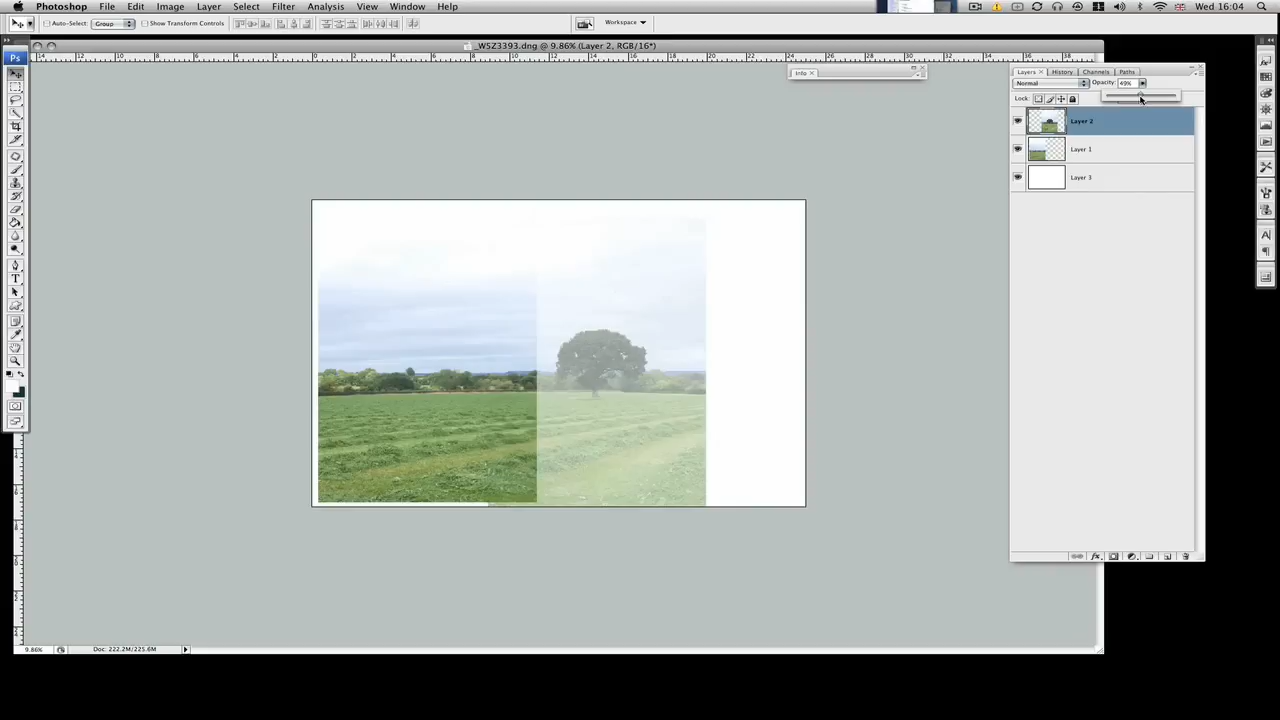 Photoshop File Edit Image Layer Select Filter Analysis View Window Help Wed 16:04
Auto-Select: Group Show Transform Controls Workspace
_WSZ3393.dng @ 9.86% (Layer 2, RGB/16*)
Ps
Info
Layers History Channels Paths
Normal Opacity: 49%
Lock:
Layer 2
Layer 1
Layer 3
9.86% Doc: 222.2M/225.6M